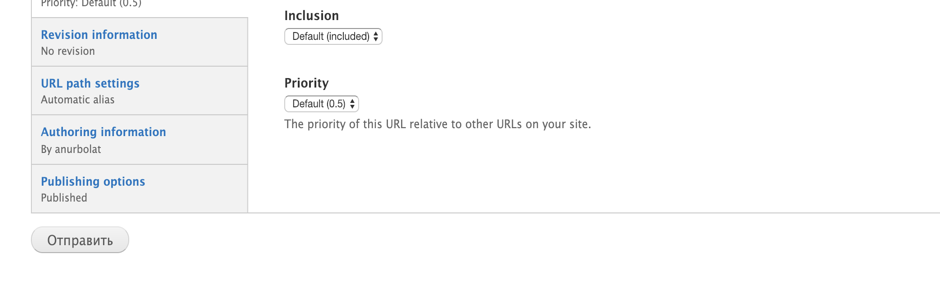 Priority: Default (0.5)
Revision information
No revision
URL path settings
Automatic alias
Authoring information
By anurbolat
Publishing options
Published
Inclusion
Default (included)
Priority
Default (0.5)
The priority of this URL relative to other URLs on your site.
Отправить